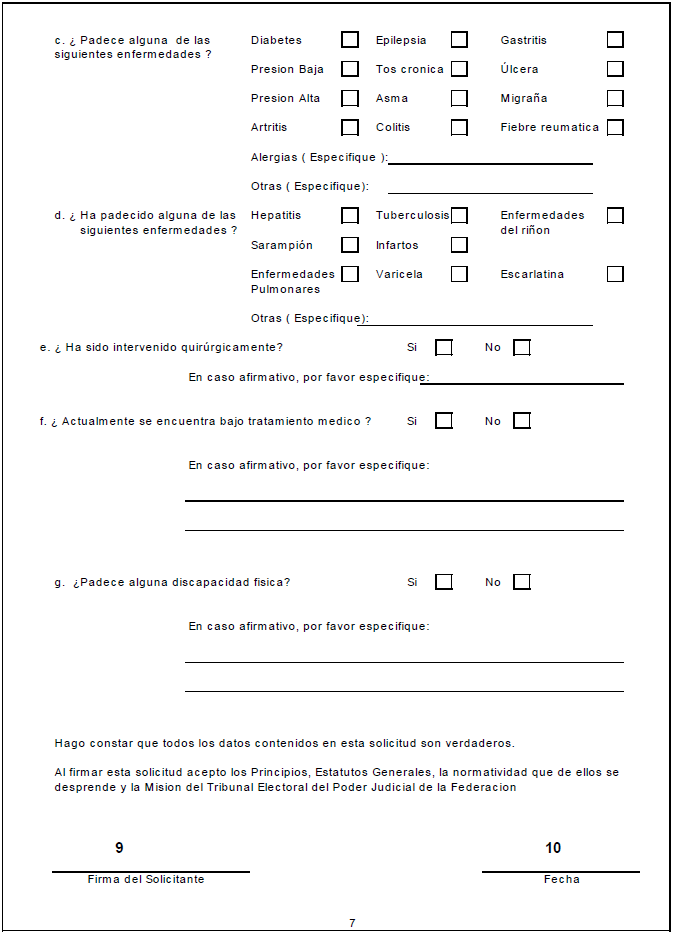 c. ¿ Padece alguna de las Diabetes Epilepsia Gastritis
siguientes enfermedades ?
Presion Baja Tos cronica Úlcera
Presion Alta Asma Migraña
Artritis Colitis Fiebre reumatica
Alergias ( Especifique ):
Otras ( Especifique):
d. ¿ Ha padecido alguna de las Hepatitis Tuberculosis Enfermedades
siguientes enfermedades ? del riñon
Sarampión Infartos
Enfermedades Varicela Escarlatina
Pulmonares
Otras ( Especifique):
e. ¿ Ha sido intervenido quirúrgicamente? Si No
En caso afirmativo, por favor especifique:
f. ¿ Actualmente se encuentra bajo tratamiento medico ? Si No
En caso afirmativo, por favor especifique:
g. ¿Padece alguna discapacidad fisica? Si No
En caso afirmativo, por favor especifique:
Hago constar que todos los datos contenidos en esta solicitud son verdaderos.
Al firmar esta solicitud acepto los Principios, Estatutos Generales, la normatividad que de ellos se
desprende y la Mision del Tribunal Electoral del Poder Judicial de la Federacion
9 10
Firma del Solicitante Fecha
7